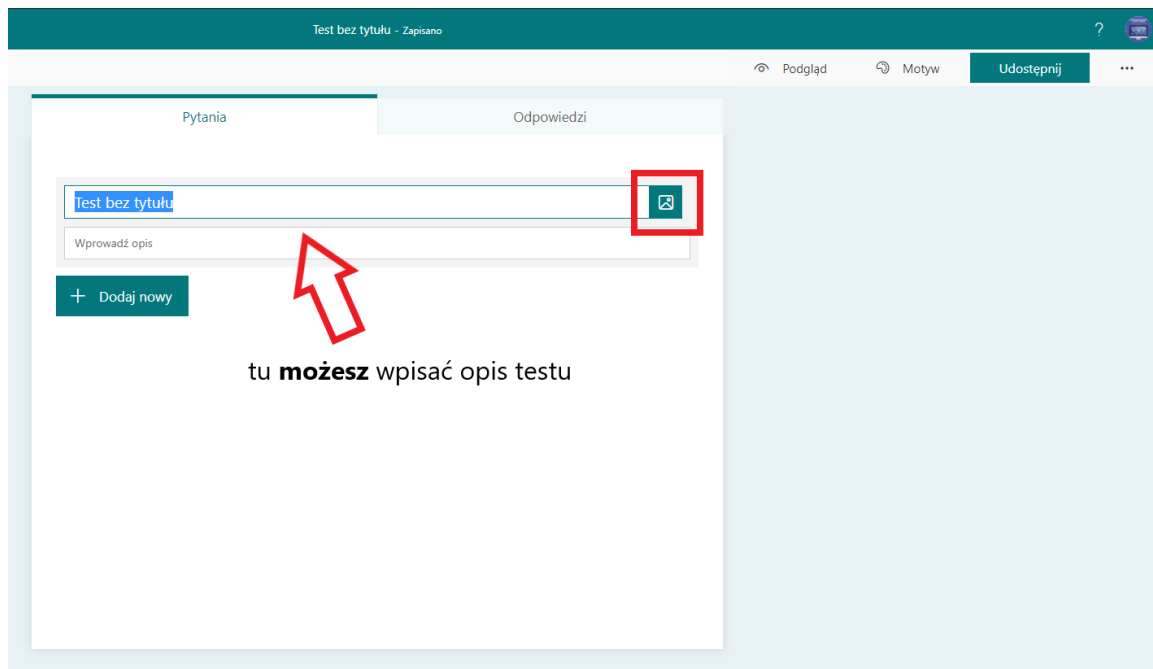 Test bez tytułu - Zapisano
?
Podgląd
Motyw
Udostępnij
...
Pytania
Odpowiedzi
Test bez tytułu
Wprowadź opis
+ Dodaj nowy
tu możesz wpisać opis testu